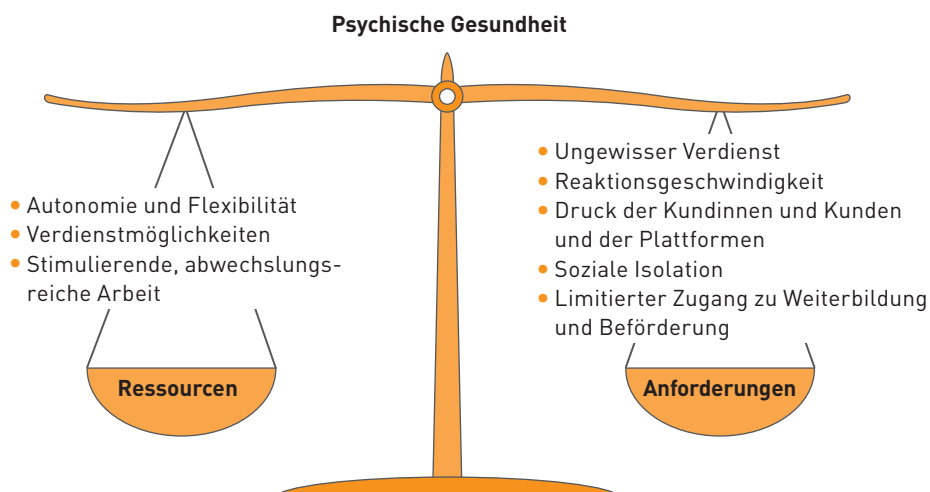 Psychische Gesundheit
• Autonomie und Flexibilität
• Verdienstmöglichkeiten
• Stimulierende, abwechslungs-
reiche Arbeit
Ressourcen
• Ungewisser Verdienst
• Reaktionsgeschwindigkeit
• Druck der Kundinnen und Kunden
und der Plattformen
• Soziale Isolation
• Limitierter Zugang zu Weiterbildung
und Beförderung
Anforderungen